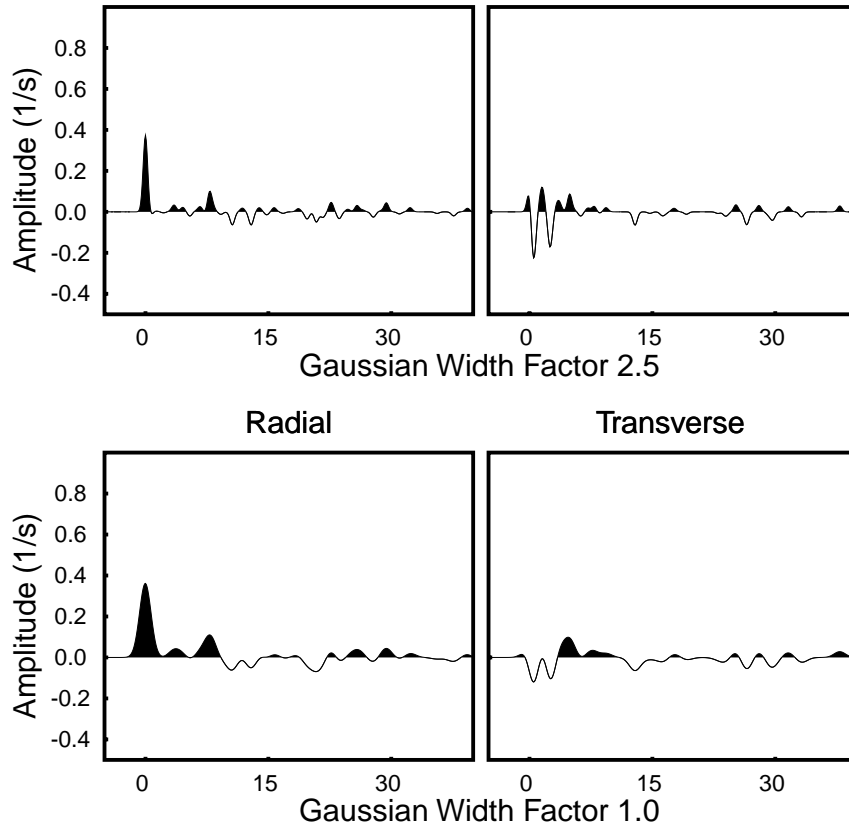 Amplitude (1/s)
0.8
0.6
0.4
0.2
0.0
-0.2
-0.4
0 15 30
0 15 30
Gaussian Width Factor 2.5
Radial
Transverse
Amplitude (1/s)
0.8
0.6
0.4
0.2
0.0
-0.2
-0.4
0 15 30
0 15 30
Gaussian Width Factor 1.0